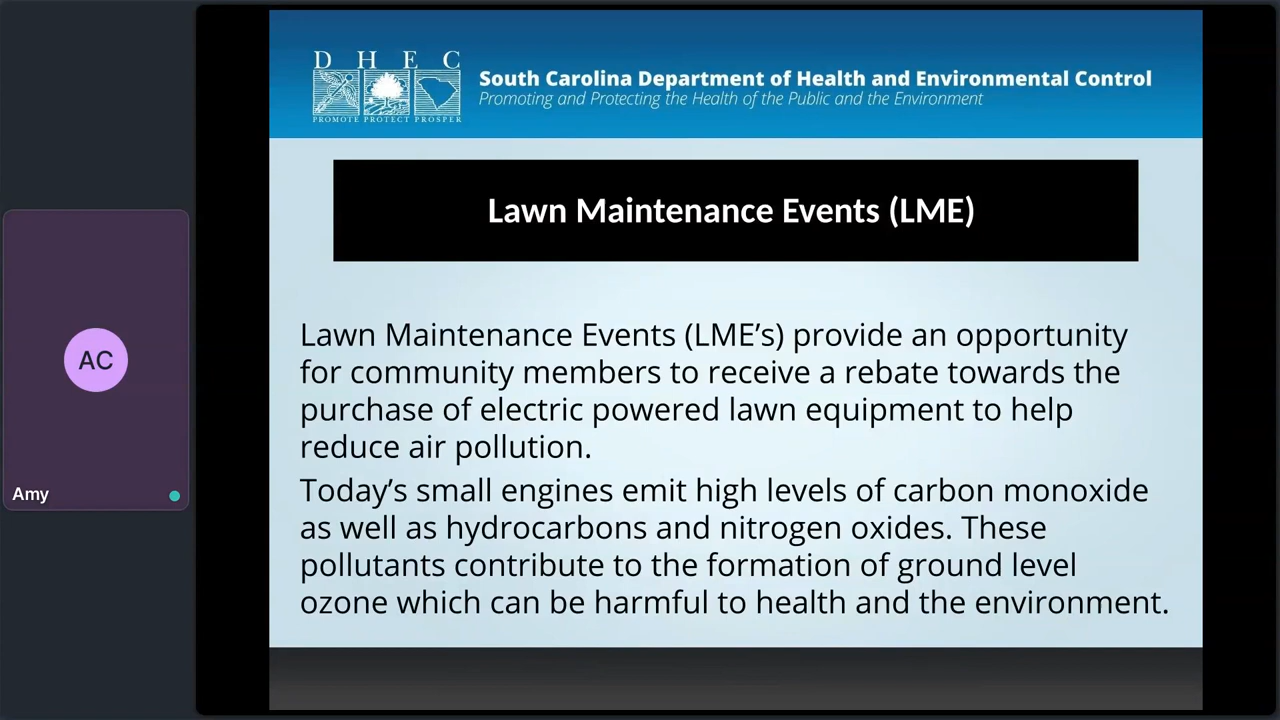 D H E C
PROMOTE PROTECT PROSPER
South Carolina Department of Health and Environmental Control
Promoting and Protecting the Health of the Public and the Environment
Lawn Maintenance Events (LME)
Lawn Maintenance Events (LME’s) provide an opportunity
for community members to receive a rebate towards the
purchase of electric powered lawn equipment to help
reduce air pollution.
Today’s small engines emit high levels of carbon monoxide
as well as hydrocarbons and nitrogen oxides. These
pollutants contribute to the formation of ground level
ozone which can be harmful to health and the environment.
AC
Amy